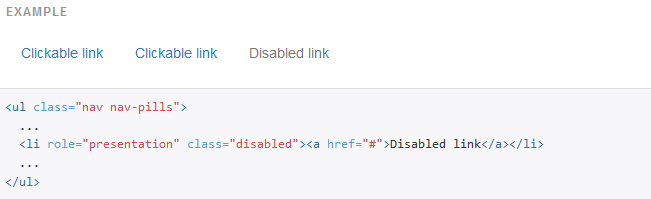 EXAMPLE
Clickable link Clickable link Disabled link
<ul class="nav nav-pills">
  ...
  <li role="presentation" class="disabled"><a href="#">Disabled link</a></li>
  ...
</ul>